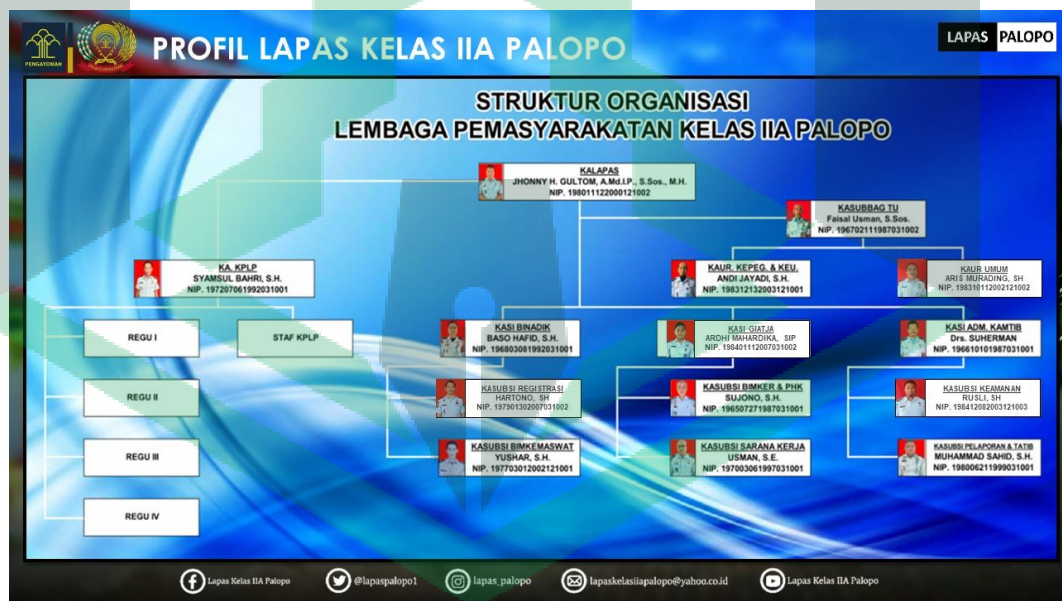 PENGAYOMAN
PROFIL LAPAS KELAS IIA PALOPO
LAPAS PALOPO
STRUKTUR ORGANISASI
LEMBAGA PEMASYARAKATAN KELAS IIA PALOPO
KALAPAS
JHONNY H. GULTOM, A.Md.I.P., S.Sos., M.H.
NIP. 198011122000121002
KASUBBAG TU
Faisal Usman, S.Sos.
NIP. 196702111987031002
KA. KPLP
SYAMSUL BAHRI, S.H.
NIP. 197207061992031001
KAUR. KEPEG. & KEU.
ANDI JAYADI, S.H.
NIP. 198312132003121001
KAUR UMUM
ARIS MURADING, SH
NIP. 198310112002121002
REGU I
STAF KPLP
KASI BINADIK
BASO HAFID, S.H.
NIP. 196803081992031001
KASI GIATJA
ARDHI MAHARDIKA, SIP
NIP. 198401112007031002
KASI ADM. KAMTIB
Drs. SUHERMAN
NIP. 196610101987031001
REGU II
KASUBSI REGISTRASI
HARTONO, SH
NIP. 197901302007031002
KASUBSI BIMKER & PHK
SUJONO, S.H.
NIP. 196507271987031001
KASUBSI KEAMANAN
RUSLI, SH
NIP. 198412082003121003
REGU III
KASUBSI BIMKEMASWAT
YUSHAR, S.H.
NIP. 197703012002121001
KASUBSI SARANA KERJA
USMAN, S.E.
NIP. 197003061997031001
KASUBSI PELAPORAN & TATIB
MUHAMMAD SAHID, S.H.
NIP. 198006211999031001
REGU IV
Lapas Kelas IIA Palopo
@lapaspalopo1
lapas_palopo
lapaskelasiiapalopo@yahoo.co.id
Lapas Kelas IIA Palopo